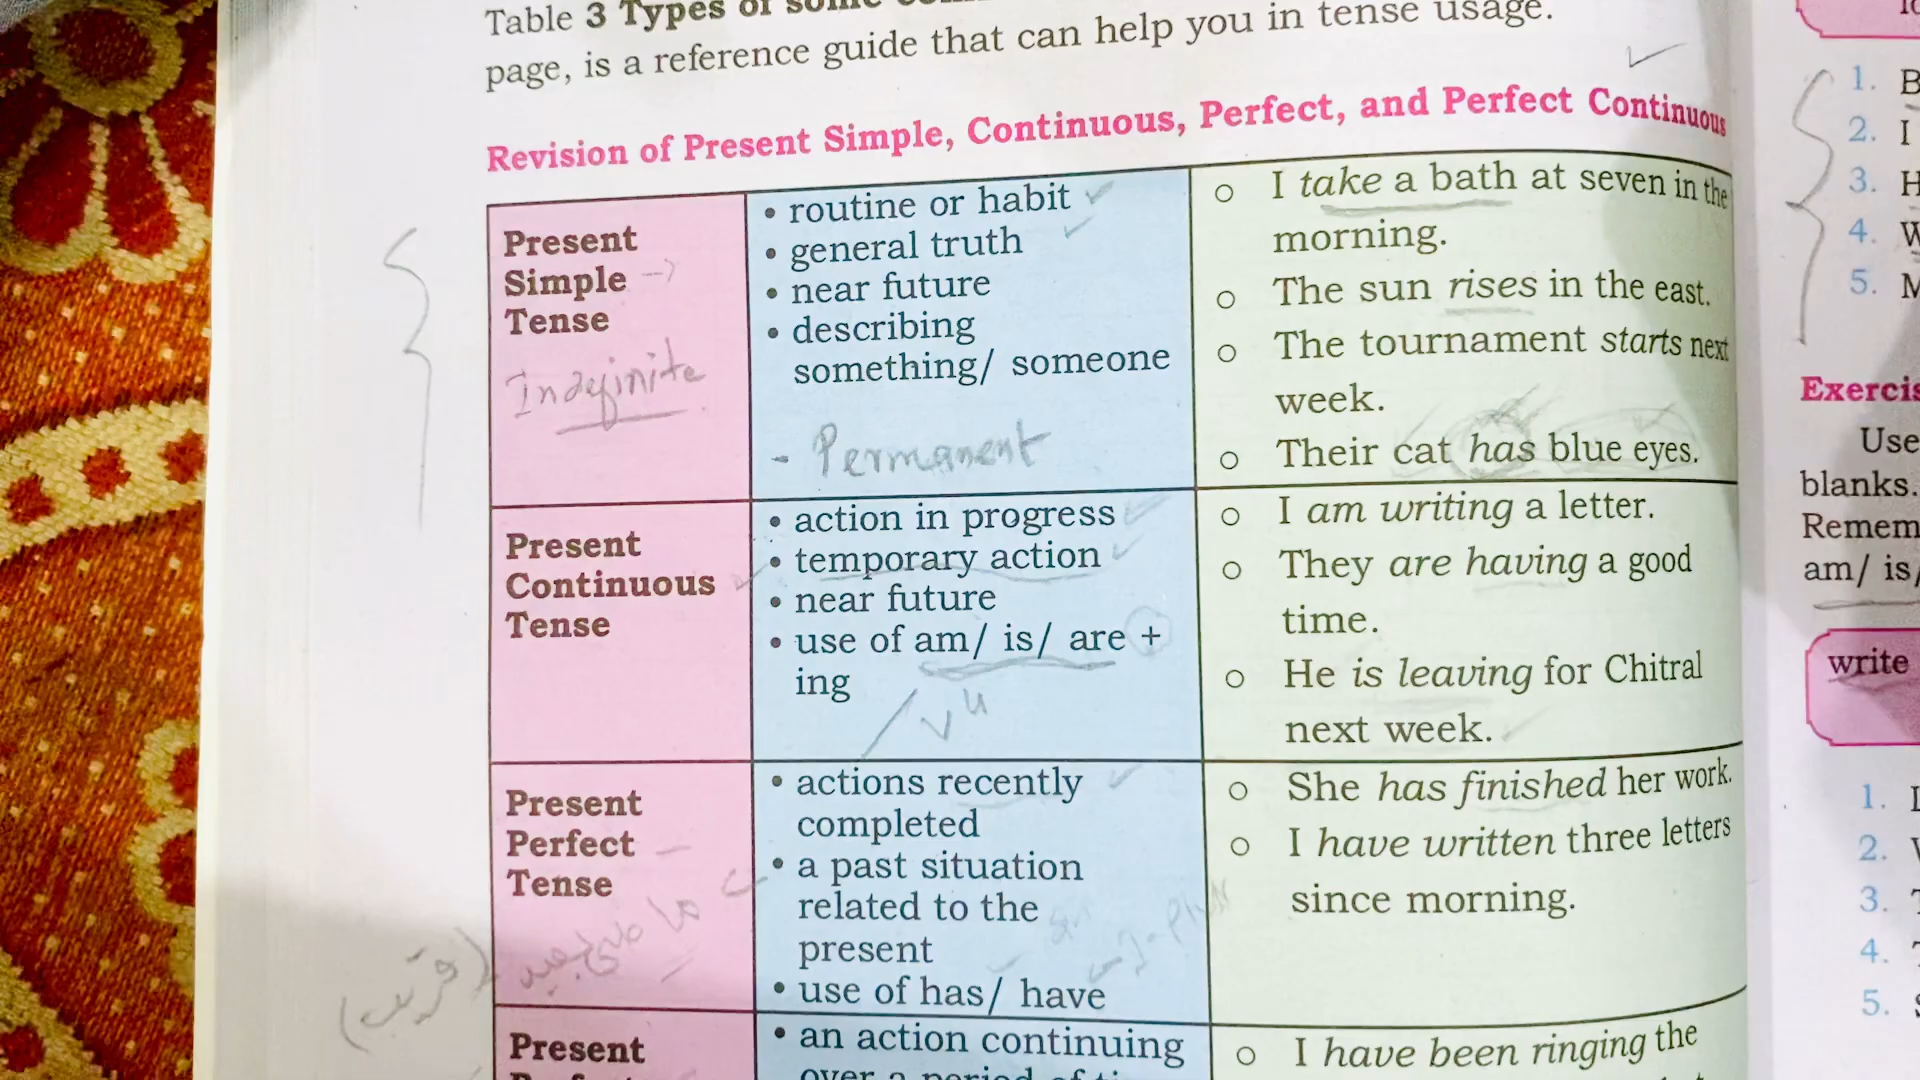 Table 3 Types of some
page, is a reference guide that can help you in tense usage.
Revision of Present Simple, Continuous, Perfect, and Perfect Continuous
Present
Simple
Tense
Indefinite
• routine or habit
• general truth
• near future
• describing
something/ someone
- Permanent
○ I take a bath at seven in the
morning.
○ The sun rises in the east.
○ The tournament starts next
week.
○ Their cat has blue eyes.
Present
Continuous
Tense
• action in progress
• temporary action
• near future
• use of am/ is/ are +
ing
○ I am writing a letter.
○ They are having a good
time.
○ He is leaving for Chitral
next week.
Present
Perfect
Tense
• actions recently
completed
• a past situation
related to the
present
• use of has/ have
○ She has finished her work.
○ I have written three letters
since morning.
Present
• an action continuing
○ I have been ringing the
1. B
2. I
3. H
4. W
5. M
Exercis
Use
blanks.
Remem
am/ is/
write
1.
2.
3.
4.
5.